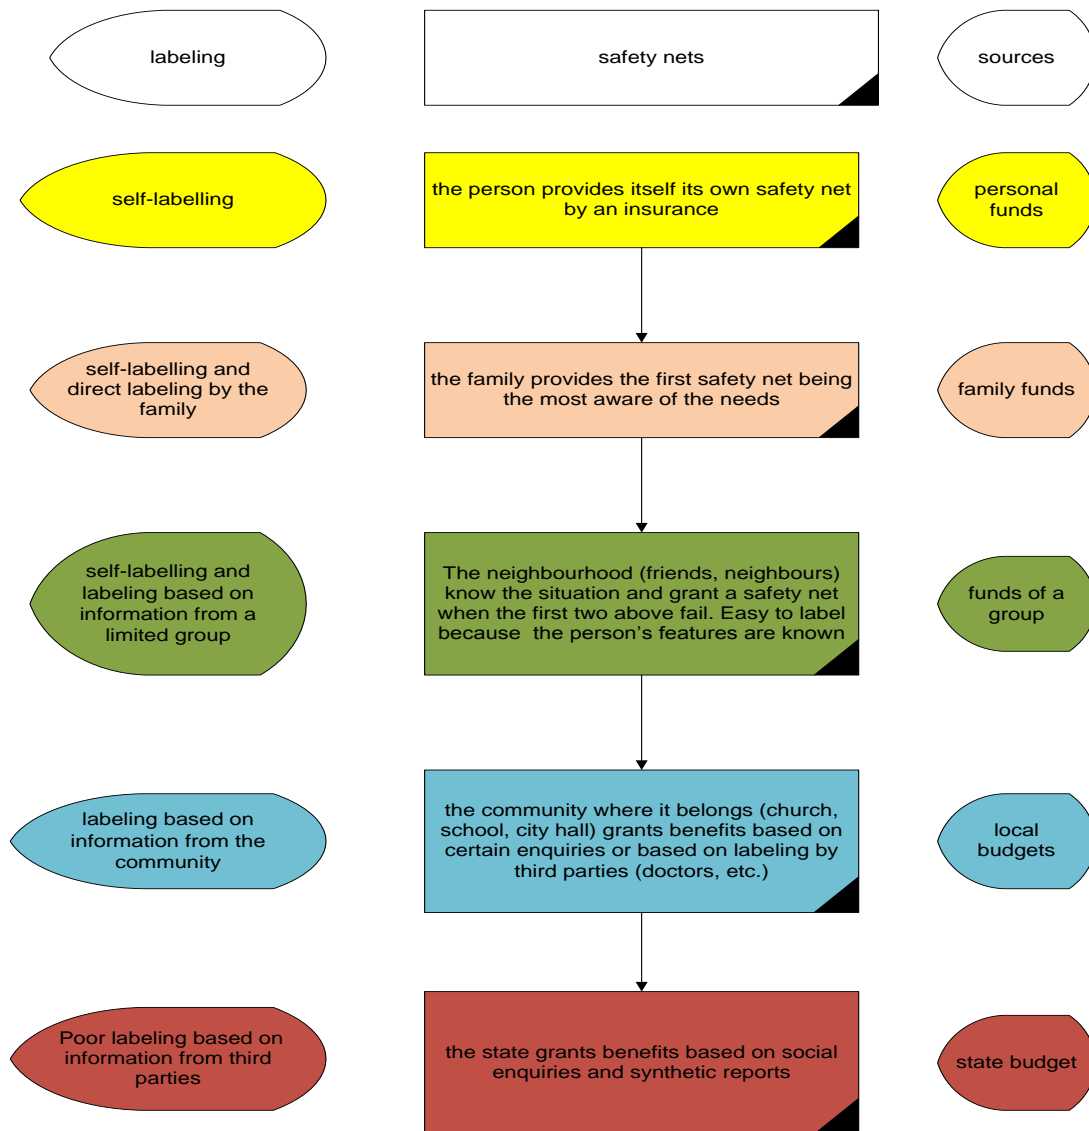 labeling
safety nets
sources
self-labelling
the person provides itself its own safety net
by an insurance
personal
funds
self-labelling and
direct labeling by the
family
the family provides the first safety net being
the most aware of the needs
family funds
self-labelling and
labeling based on
information from a
limited group
The neighbourhood (friends, neighbours)
know the situation and grant a safety net
when the first two above fail. Easy to label
because  the person's features are known
funds of a
group
labeling based on
information from the
community
the community where it belongs (church,
school, city hall) grants benefits based on
certain enquiries or based on labeling by
third parties (doctors, etc.)
local
budgets
Poor labeling based on
information from third
parties
the state grants benefits based on social
enquiries and synthetic reports
state budget